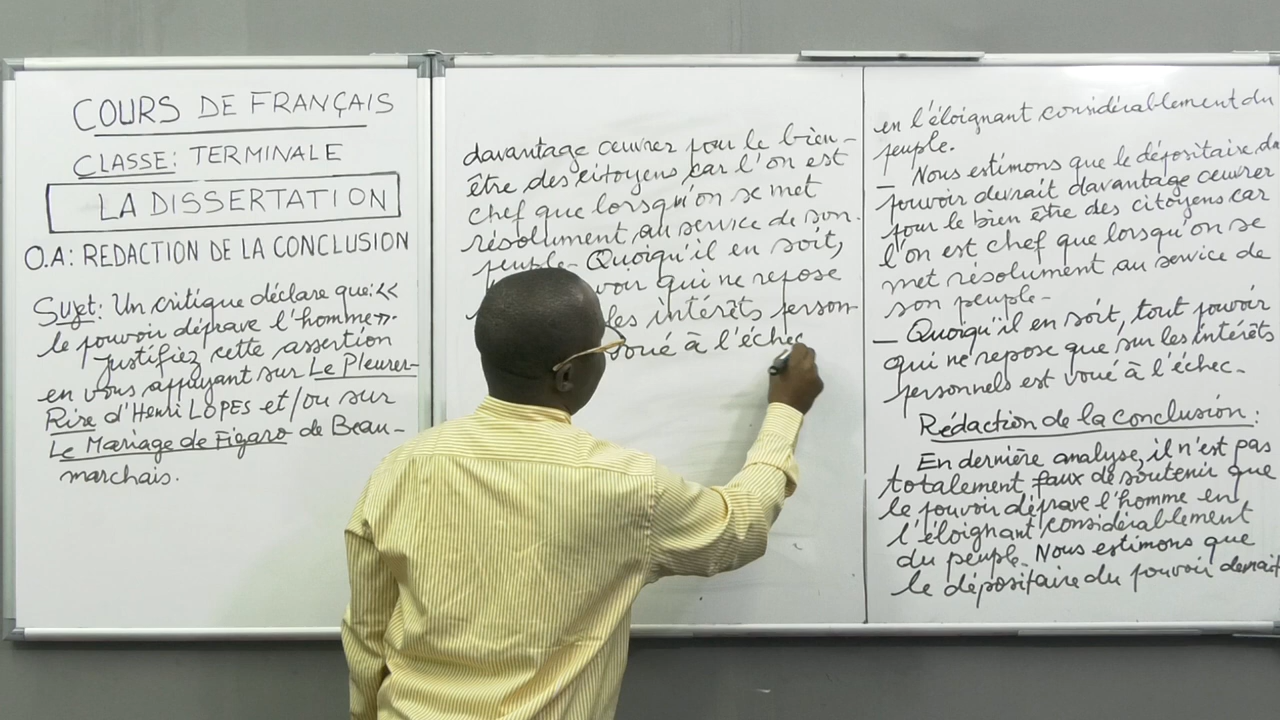 COURS DE FRANÇAIS
CLASSE: TERMINALE
LA DISSERTATION
O.A: REDACTION DE LA CONCLUSION
Sujet: Un critique déclare que: <<
le pouvoir déprave l'homme>>.
Justifiez cette assertion
en vous appuyant sur Le Pleurer-
Rire d'Henri LOPES et/ou sur
Le Mariage de Figaro de Beau-
marchais.
davantage œuvrer pour le bien-
être des citoyens car l'on est
chef que lorsqu'on se met
résolument au service de son
peuple. Quoiqu'il en soit,
voir qui ne repose
les intérêts person
voué à l'éche
en l'éloignant considérablement du
peuple.
_ Nous estimons que le dépositaire du
pouvoir devrait davantage œuvrer
pour le bien être des citoyens car
l'on est chef que lorsqu'on se
met résolument au service de
son peuple-
_ Quoiqu'il en soit, tout pouvoir
qui ne repose que sur les intérêts
personnels est voué à l'échec-
Rédaction de la conclusion:
En dernière analyse, il n'est pas
totalement faux de soutenir que
le pouvoir déprave l'homme en
l'éloignant considérablement
du peuple. Nous estimons que
le dépositaire du pouvoir devrait